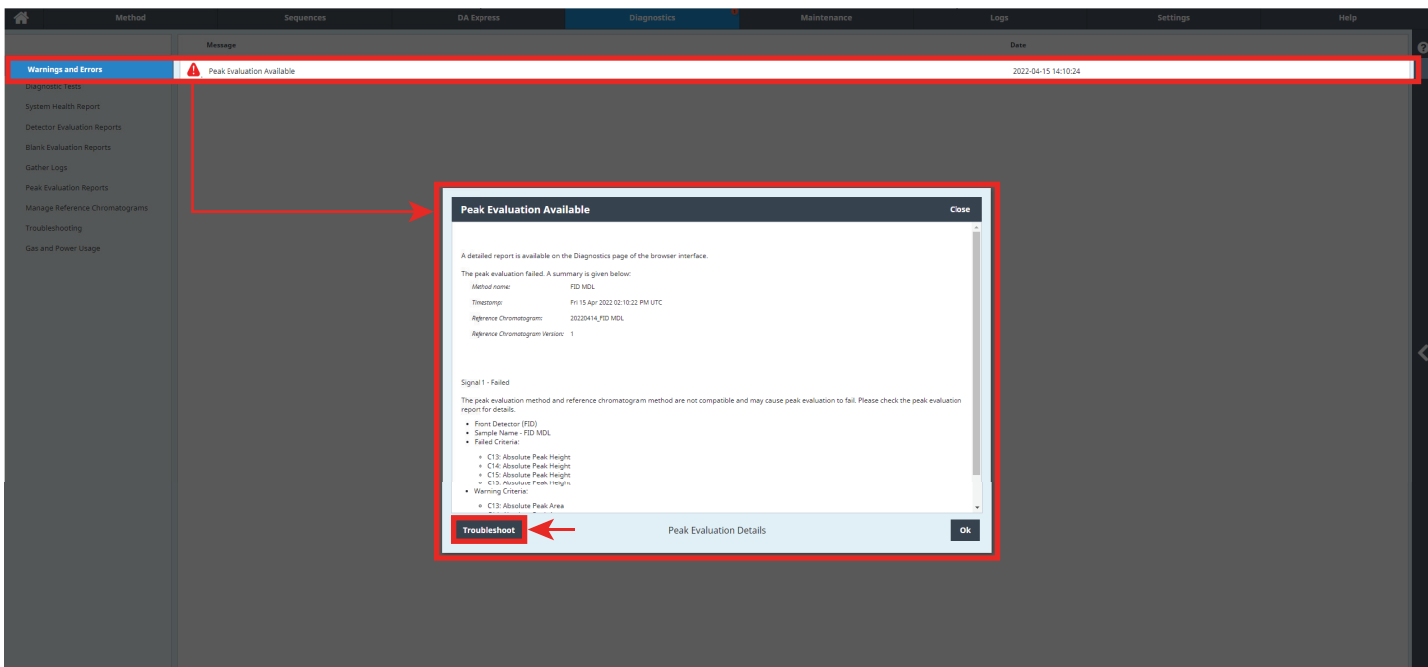 Method Sequences DA Express Diagnostics Maintenance Logs Settings Help
Message Date
Warnings and Errors
Peak Evaluation Available 2022-04-15 14:10:24
Diagnostic Tests
System Health Report
Detector Evaluation Reports
Blank Evaluation Reports
Gather Logs
Peak Evaluation Reports
Manage Reference Chromatograms
Troubleshooting
Gas and Power Usage
Peak Evaluation Available Close
A detailed report is available on the Diagnostics page of the browser interface.
The peak evaluation failed. A summary is given below:
Method name: FID MDL
Timestamp: Fri 15 Apr 2022 02:10:22 PM UTC
Reference Chromatogram: 20220414_FID MDL
Reference Chromatogram Version: 1
Signal 1 - Failed
The peak evaluation method and reference chromatogram method are not compatible and may cause peak evaluation to fail. Please check the peak evaluation
report for details.
Front Detector (FID)
Sample Name - FID MDL
Failed Criteria:
C13: Absolute Peak Height
C14: Absolute Peak Height
C15: Absolute Peak Height
C15: Absolute Peak Height
Warning Criteria:
C13: Absolute Peak Area
Troubleshoot Peak Evaluation Details Ok